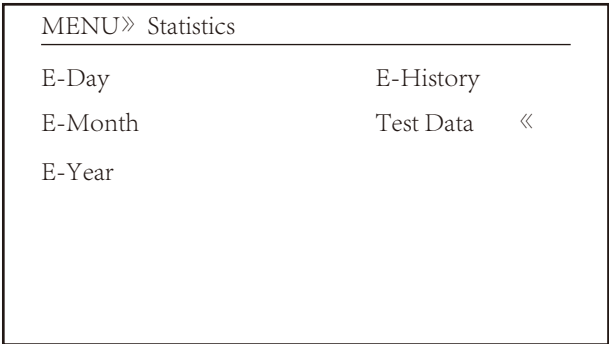 MENU》 Statistics
E-Day E-History
E-Month Test Data 《
E-Year